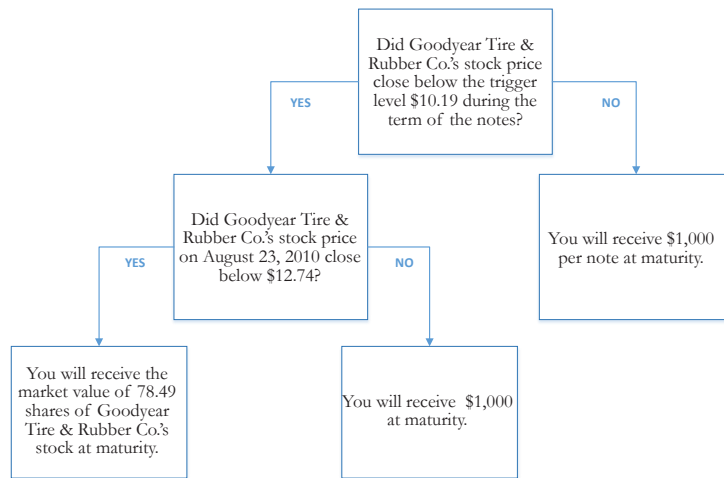 Did Goodyear Tire &
Rubber Co.'s stock price
close below the trigger
level $10.19 during the
term of the notes?
YES
NO
Did Goodyear Tire &
Rubber Co.'s stock price
on August 23, 2010 close
below $12.74?
You will receive $1,000
per note at maturity.
YES
NO
You will receive the
market value of 78.49
shares of Goodyear
Tire & Rubber Co.'s
stock at maturity.
You will receive $1,000
at maturity.